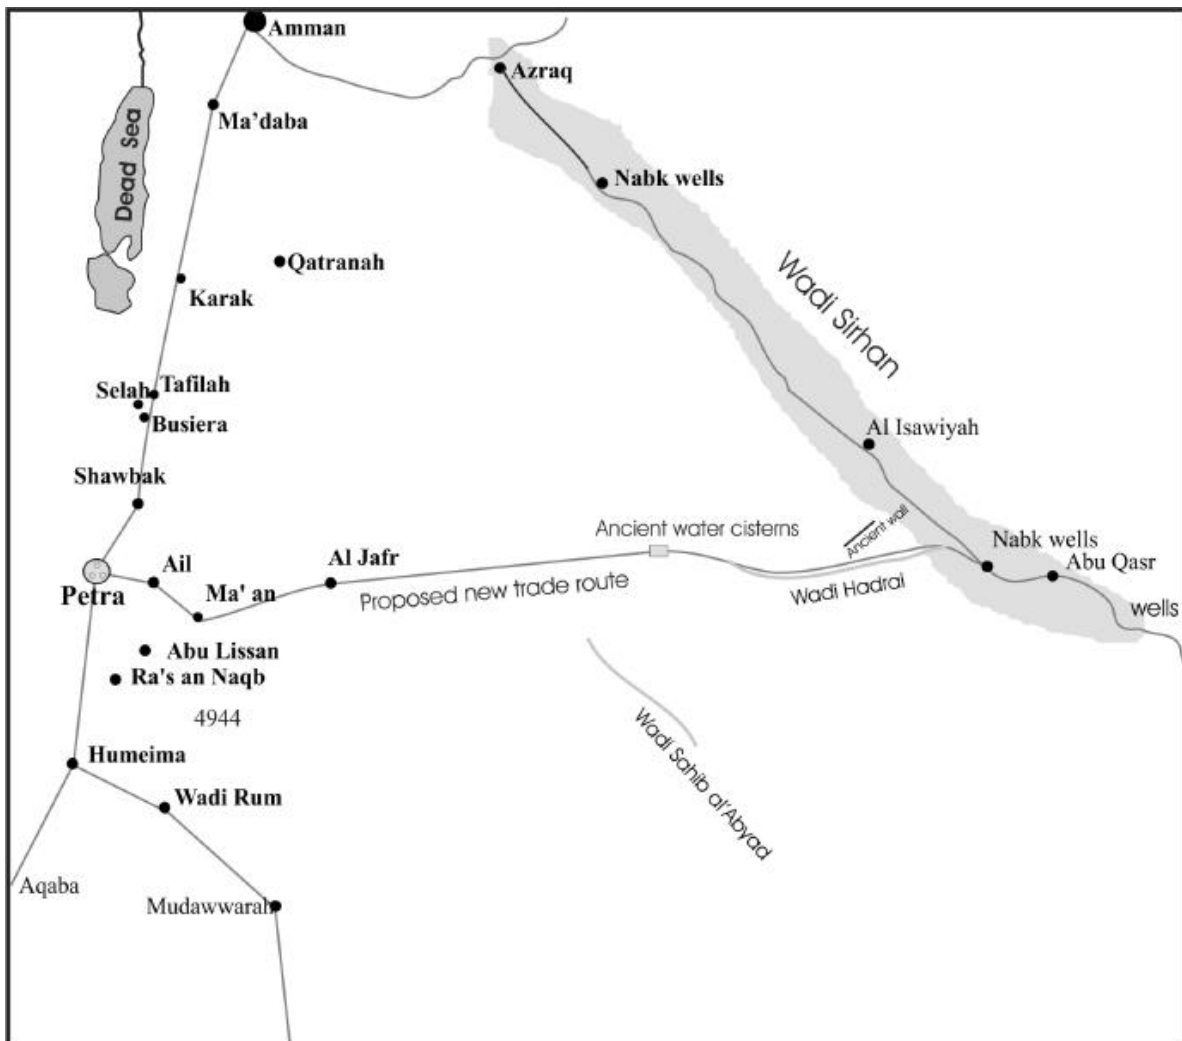 Amman
Azraq
Ma'daba
Dead Sea
Nabk wells
Qatranah
Karak
Wadi Sirhan
Selah
Tafilah
Busiera
Al Isawiyah
Shawbak
Ancient water cisterns
Ancient wall
Nabk wells
Al Jafr
Abu Qasr
Ail
Petra
Ma' an
Proposed new trade route
Wadi Hadrai
wells
Abu Lissan
Ra's an Naqb
4944
Wadi Sahib al'Abyad
Humeima
Wadi Rum
Aqaba
Mudawwarah